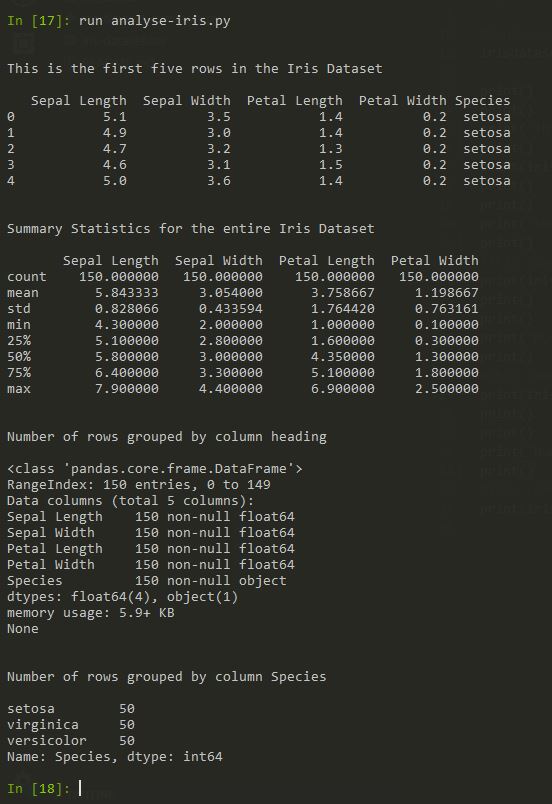 In [17]: run analyse-iris.py
This is the first five rows in the Iris Dataset
   Sepal Length  Sepal Width  Petal Length  Petal Width Species
0           5.1          3.5           1.4          0.2  setosa
1           4.9          3.0           1.4          0.2  setosa
2           4.7          3.2           1.3          0.2  setosa
3           4.6          3.1           1.5          0.2  setosa
4           5.0          3.6           1.4          0.2  setosa
Summary Statistics for the entire Iris Dataset
       Sepal Length  Sepal Width  Petal Length  Petal Width
count    150.000000   150.000000    150.000000   150.000000
mean       5.843333     3.054000      3.758667     1.198667
std        0.828066     0.433594      1.764420     0.763161
min        4.300000     2.000000      1.000000     0.100000
25%        5.100000     2.800000      1.600000     0.300000
50%        5.800000     3.000000      4.350000     1.300000
75%        6.400000     3.300000      5.100000     1.800000
max        7.900000     4.400000      6.900000     2.500000
Number of rows grouped by column heading
<class 'pandas.core.frame.DataFrame'>
RangeIndex: 150 entries, 0 to 149
Data columns (total 5 columns):
Sepal Length    150 non-null float64
Sepal Width     150 non-null float64
Petal Length    150 non-null float64
Petal Width     150 non-null float64
Species         150 non-null object
dtypes: float64(4), object(1)
memory usage: 5.9+ KB
None
Number of rows grouped by column Species
setosa        50
virginica     50
versicolor    50
Name: Species, dtype: int64
In [18]: